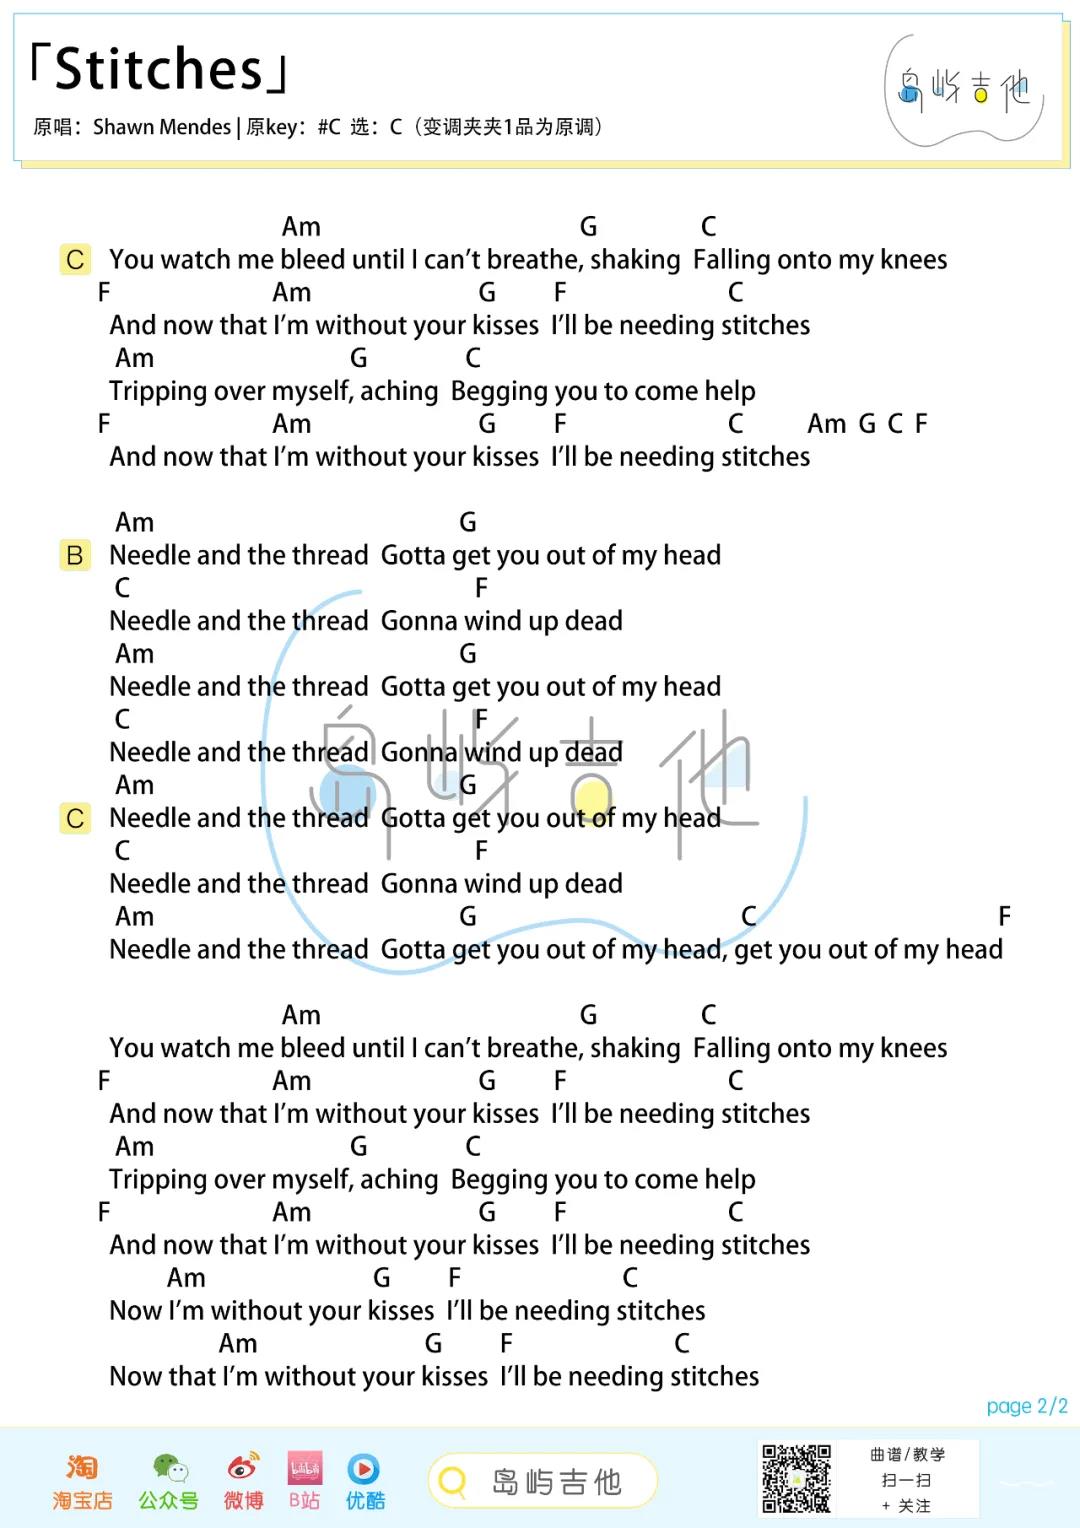 「Stitches」
岛屿吉他
原唱：Shawn Mendes | 原key：#C 选：C（变调夹夹1品为原调）
Am G C
C You watch me bleed until I can't breathe, shaking Falling onto my knees
F Am G F C
And now that I'm without your kisses I'll be needing stitches
Am G C
Tripping over myself, aching Begging you to come help
F Am G F C Am G C F
And now that I'm without your kisses I'll be needing stitches
Am G
B Needle and the thread Gotta get you out of my head
C F
Needle and the thread Gonna wind up dead
Am G
Needle and the thread Gotta get you out of my head
C F
Needle and the thread Gonna wind up dead
岛屿吉他
Am G
C Needle and the thread Gotta get you out of my head
C F
Needle and the thread Gonna wind up dead
Am G C F
Needle and the thread Gotta get you out of my head, get you out of my head
Am G C
You watch me bleed until I can't breathe, shaking Falling onto my knees
F Am G F C
And now that I'm without your kisses I'll be needing stitches
Am G C
Tripping over myself, aching Begging you to come help
F Am G F C
And now that I'm without your kisses I'll be needing stitches
Am G F C
Now I'm without your kisses I'll be needing stitches
Am G F C
Now that I'm without your kisses I'll be needing stitches
page 2/2
淘
bilibili
淘宝店 公众号 微博 B站 优酷
岛屿吉他
曲谱/教学
扫一扫
+ 关注